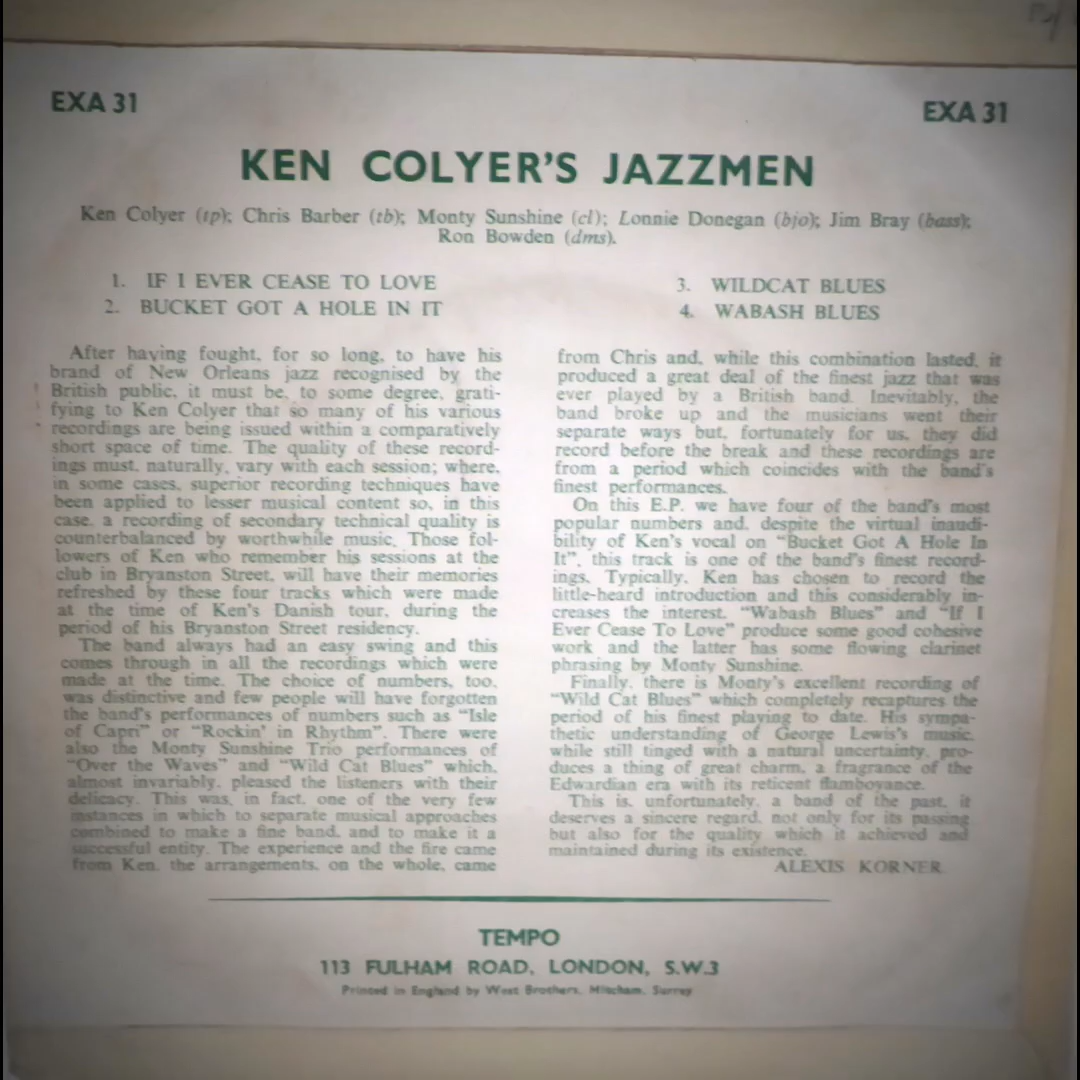 EXA 31
EXA 31
KEN COLYER'S JAZZMEN
Ken Colyer (tp); Chris Barber (tb); Monty Sunshine (cl); Lonnie Donegan (bjo); Jim Bray (bass);
Ron Bowden (dms).
1. IF I EVER CEASE TO LOVE
2. BUCKET GOT A HOLE IN IT
3. WILDCAT BLUES
4. WABASH BLUES
After having fought, for so long, to have his
brand of New Orleans jazz recognised by the
British public, it must be, to some degree, grati-
fying to Ken Colyer that so many of his various
recordings are being issued within a comparatively
short space of time. The quality of these record-
ings must, naturally, vary with each session; where,
in some cases, superior recording techniques have
been applied to lesser musical content so, in this
case, a recording of secondary technical quality is
counterbalanced by worthwhile music. Those fol-
lowers of Ken who remember his sessions at the
club in Bryanston Street, will have their memories
refreshed by these four tracks which were made
at the time of Ken's Danish tour, during the
period of his Bryanston Street residency.
The band always had an easy swing and this
comes through in all the recordings which were
made at the time. The choice of numbers, too,
was distinctive and few people will have forgotten
the band's performances of numbers such as "Isle
of Capri" or "Rockin' in Rhythm". There were
also the Monty Sunshine Trio performances of
"Over the Waves" and "Wild Cat Blues" which,
almost invariably, pleased the listeners with their
delicacy. This was, in fact, one of the very few
instances in which to separate musical approaches
combined to make a fine band, and to make it a
successful entity. The experience and the fire came
from Ken, the arrangements, on the whole, came
from Chris and, while this combination lasted, it
produced a great deal of the finest jazz that was
ever played by a British band. Inevitably, the
band broke up and the musicians went their
separate ways but, fortunately for us, they did
record before the break and these recordings are
from a period which coincides with the band's
finest performances.
On this E.P. we have four of the band's most
popular numbers and, despite the virtual inaudi-
bility of Ken's vocal on "Bucket Got A Hole In
It", this track is one of the band's finest record-
ings. Typically, Ken has chosen to record the
little-heard introduction and this considerably in-
creases the interest. "Wabash Blues" and "If I
Ever Cease To Love" produce some good cohesive
work and the latter has some flowing clarinet
phrasing by Monty Sunshine.
Finally, there is Monty's excellent recording of
"Wild Cat Blues" which completely recaptures the
period of his finest playing to date. His sympa-
thetic understanding of George Lewis's music,
while still tinged with a natural uncertainty, pro-
duces a thing of great charm, a fragrance of the
Edwardian era with its reticent flamboyance.
This is, unfortunately, a band of the past, it
deserves a sincere regard, not only for its passing
but also for the quality which it achieved and
maintained during its existence.
ALEXIS KORNER
TEMPO
113 FULHAM ROAD, LONDON, S.W.3
Printed in England by West Brothers, Mitcham, Surrey